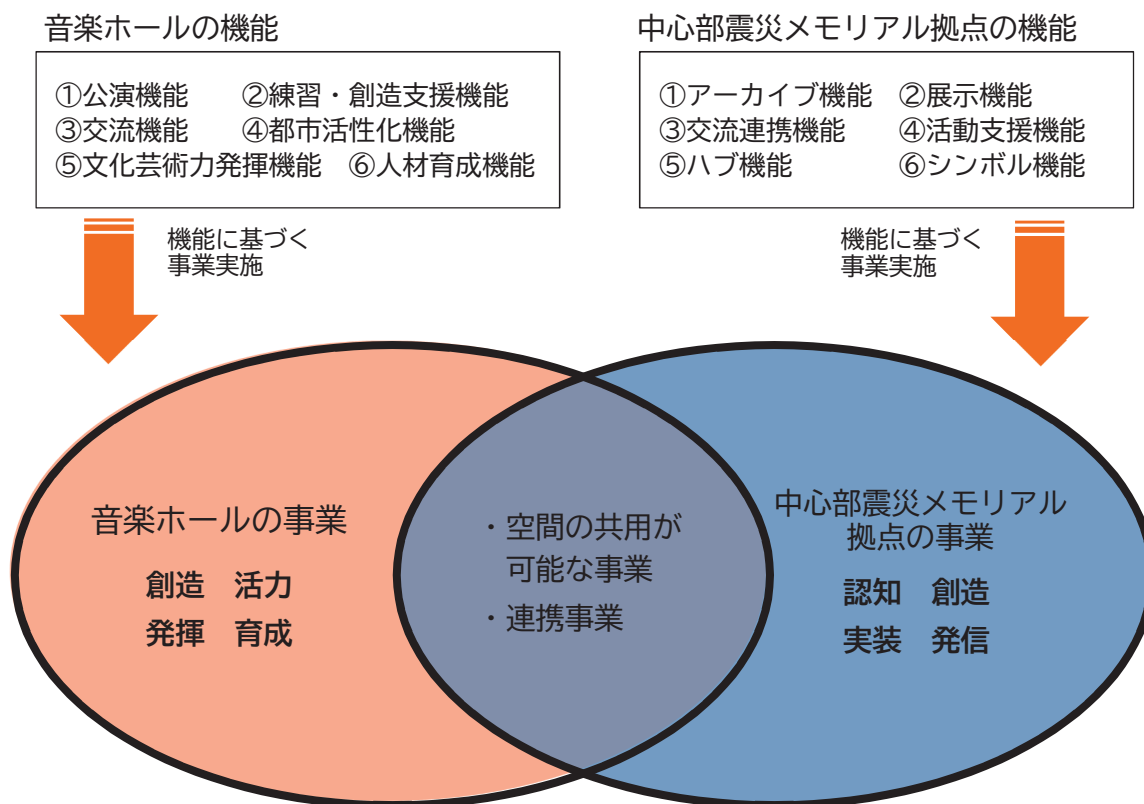 音楽ホールの機能
①公演機能　②練習・創造支援機能
③交流機能　④都市活性化機能
⑤文化芸術力発揮機能　⑥人材育成機能
機能に基づく
事業実施
中心部震災メモリアル拠点の機能
①アーカイブ機能　②展示機能
③交流連携機能　④活動支援機能
⑤ハブ機能　⑥シンボル機能
機能に基づく
事業実施
音楽ホールの事業
創造　活力
発揮　育成
・空間の共用が
可能な事業
・連携事業
中心部震災メモリアル
拠点の事業
認知　創造
実装　発信